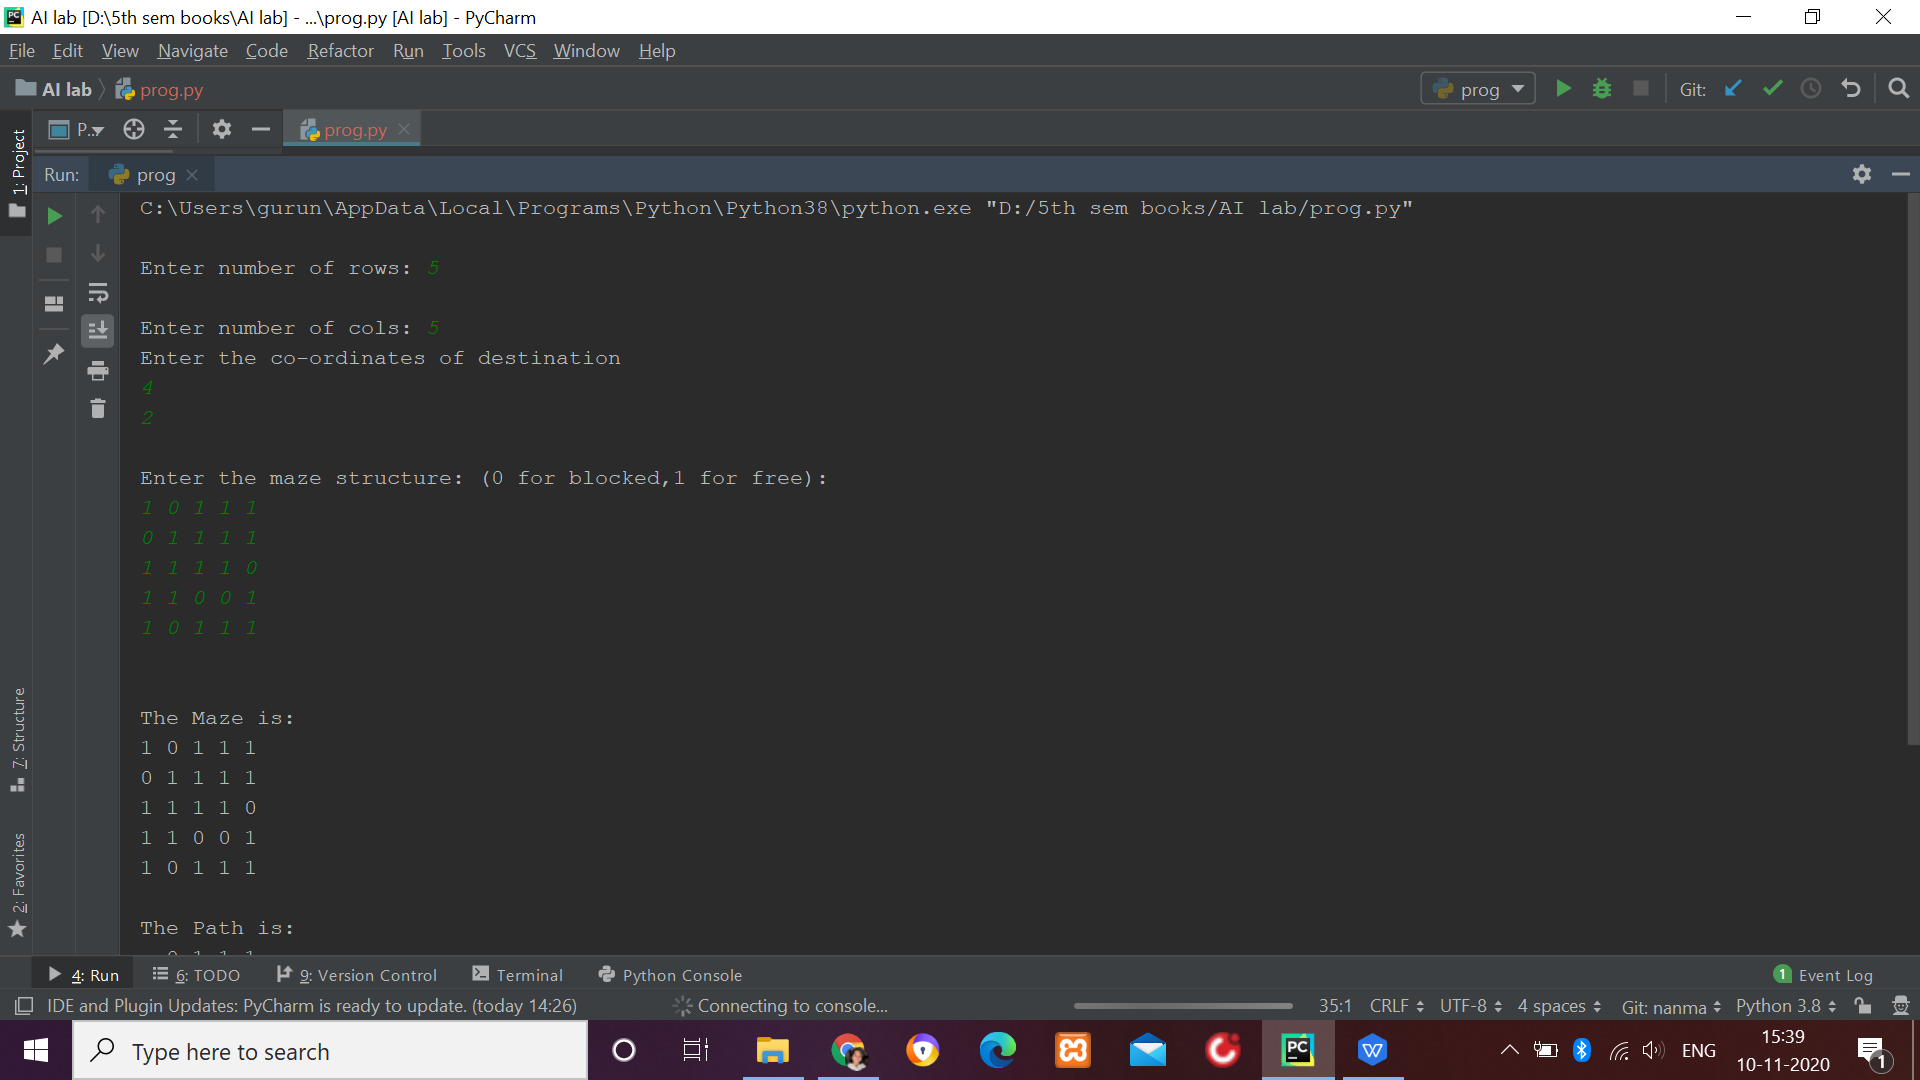 AI lab [D:\5th sem books\AI lab] - ...\prog.py [AI lab] - PyCharm
File Edit View Navigate Code Refactor Run Tools VCS Window Help
AI lab prog.py prog Git:
P.. prog.py
1: Project
Run: prog
C:\Users\gurun\AppData\Local\Programs\Python\Python38\python.exe "D:/5th sem books/AI lab/prog.py"
Enter number of rows: 5
Enter number of cols: 5
Enter the co-ordinates of destination
4
2
Enter the maze structure: (0 for blocked,1 for free):
1 0 1 1 1
0 1 1 1 1
1 1 1 1 0
1 1 0 0 1
1 0 1 1 1
The Maze is:
1 0 1 1 1
0 1 1 1 1
1 1 1 1 0
1 1 0 0 1
1 0 1 1 1
The Path is:
7: Structure
2: Favorites
4: Run 6: TODO 9: Version Control Terminal Python Console 1 Event Log
IDE and Plugin Updates: PyCharm is ready to update. (today 14:26) Connecting to console... 35:1 CRLF UTF-8 4 spaces Git: nanma Python 3.8
Type here to search
PC
W
ENG
15:39
10-11-2020
1